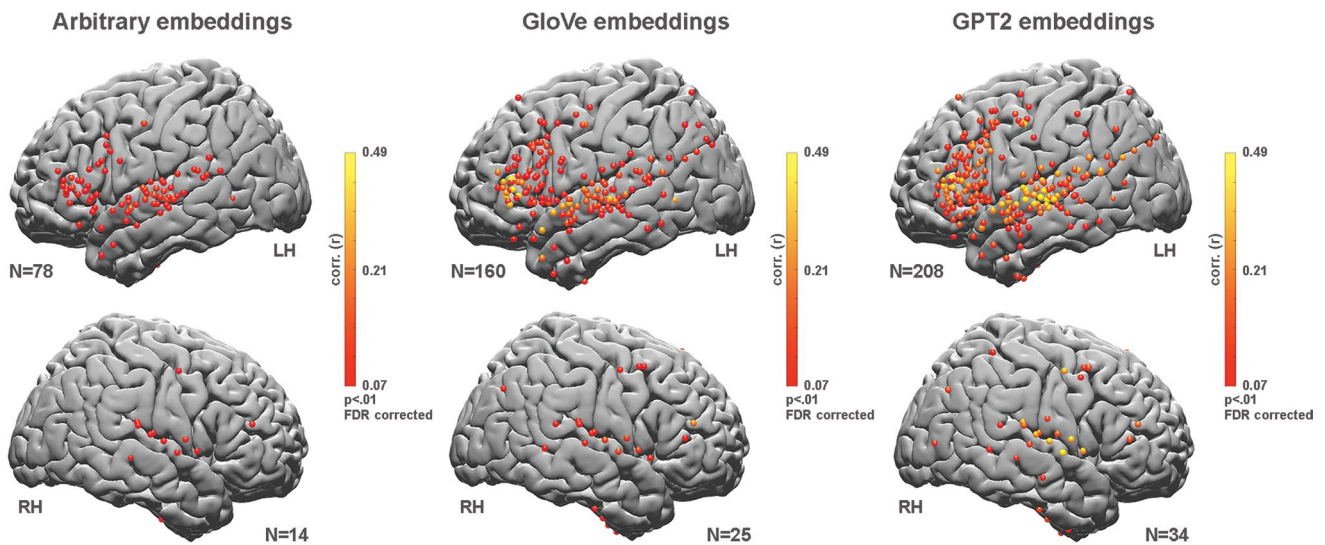 Arbitrary embeddings
GloVe embeddings
GPT2 embeddings
LH
N=78
0.49
corr. (r)
0.21
0.07
p<.01
FDR corrected
LH
N=160
0.49
corr. (r)
0.21
0.07
p<.01
FDR corrected
LH
N=208
0.49
corr. (r)
0.21
0.07
p<.01
FDR corrected
RH
N=14
RH
N=25
RH
N=34